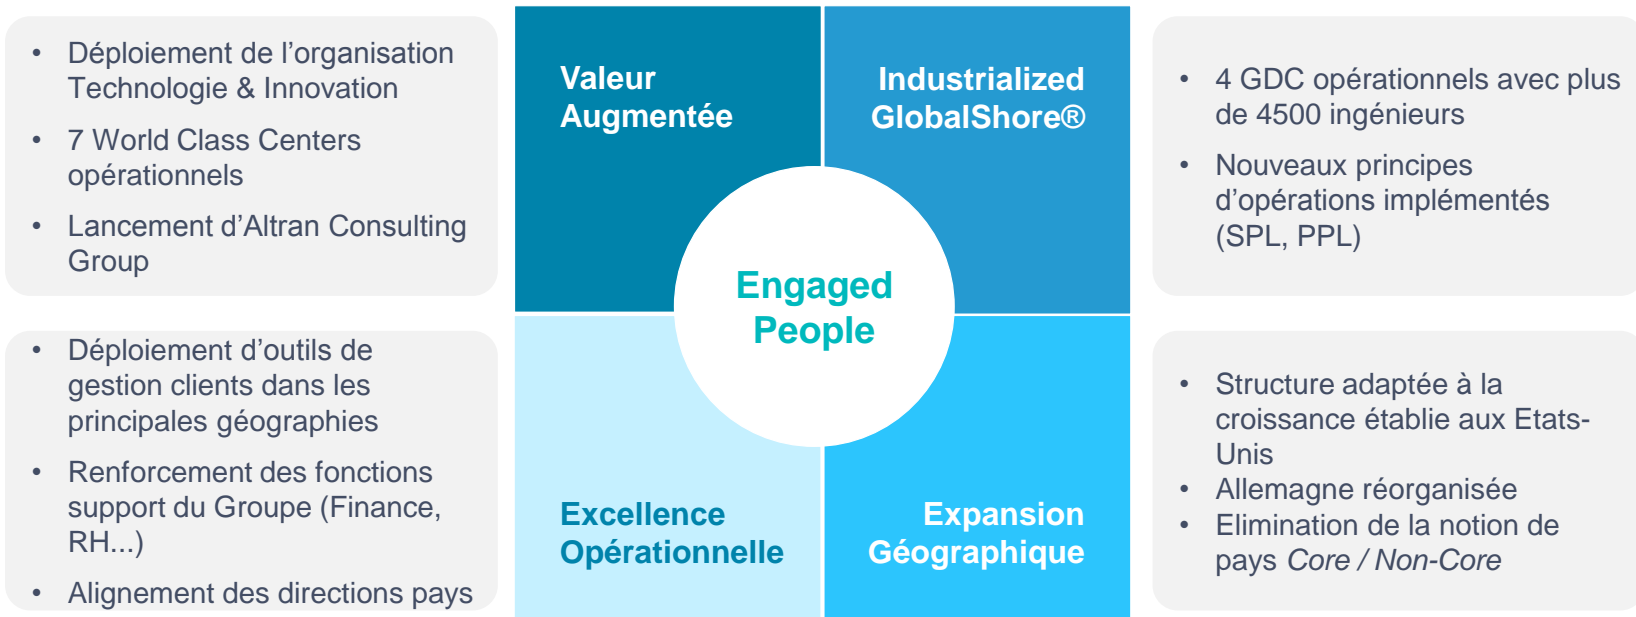 • Déploiement de l’organisation
Technologie & Innovation
• 7 World Class Centers
opérationnels
• Lancement d’Altran Consulting
Group
Valeur
Augmentée
Industrialized
GlobalShore®
• 4 GDC opérationnels avec plus
de 4500 ingénieurs
• Nouveaux principes
d’opérations implémentés
(SPL, PPL)
Engaged
People
• Déploiement d’outils de
gestion clients dans les
principales géographies
• Renforcement des fonctions
support du Groupe (Finance,
RH...)
• Alignement des directions pays
Excellence
Opérationnelle
Expansion
Géographique
• Structure adaptée à la
croissance établie aux Etats-
Unis
• Allemagne réorganisée
• Elimination de la notion de
pays Core / Non-Core